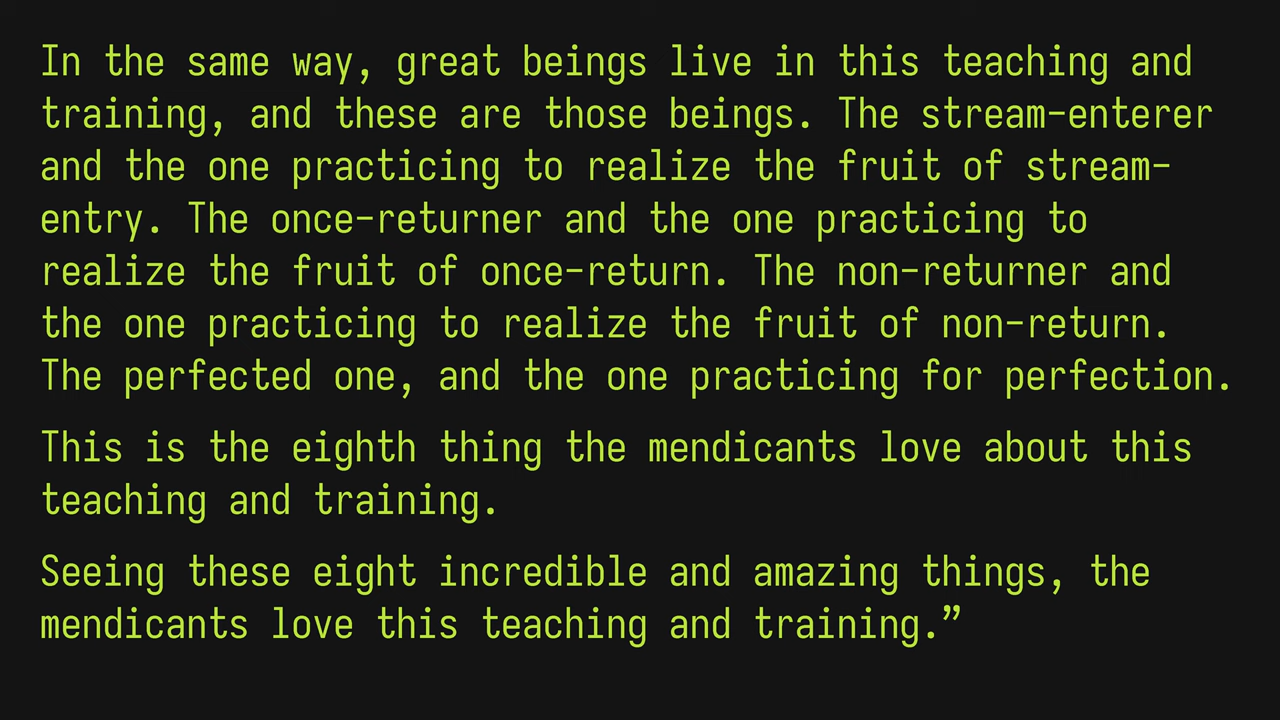 In the same way, great beings live in this teaching and
training, and these are those beings. The stream-enterer
and the one practicing to realize the fruit of stream-
entry. The once-returner and the one practicing to
realize the fruit of once-return. The non-returner and
the one practicing to realize the fruit of non-return.
The perfected one, and the one practicing for perfection.
This is the eighth thing the mendicants love about this
teaching and training.
Seeing these eight incredible and amazing things, the
mendicants love this teaching and training.”